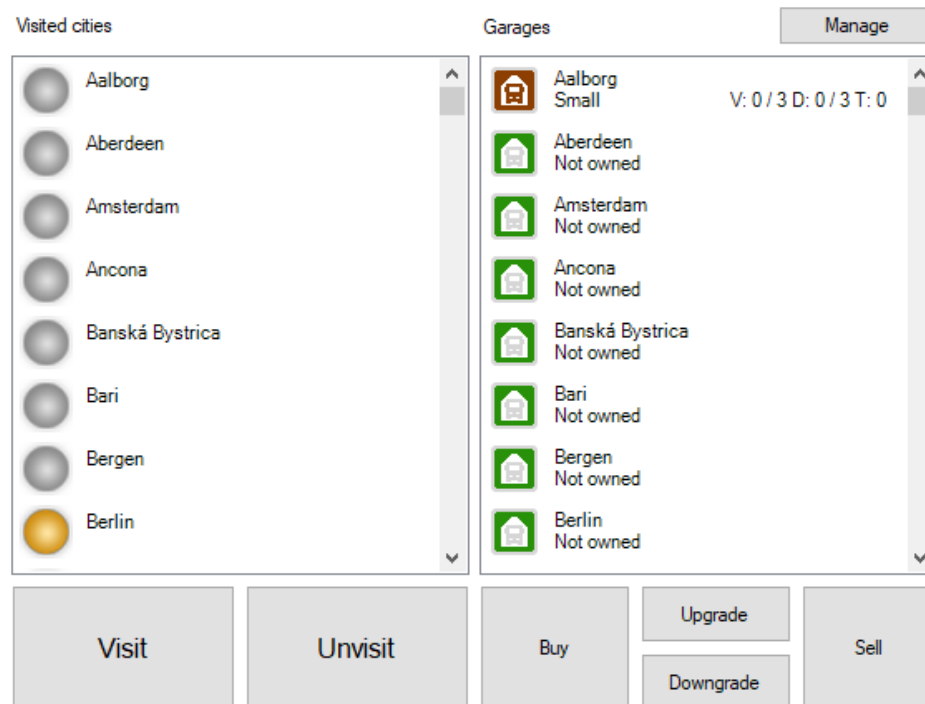 Visited cities
Aalborg
Aberdeen
Amsterdam
Ancona
Banská Bystrica
Bari
Bergen
Berlin
Visit
Unvisit
Garages
Manage
Aalborg
Small
V: 0 / 3 D: 0 / 3 T: 0
Aberdeen
Not owned
Amsterdam
Not owned
Ancona
Not owned
Banská Bystrica
Not owned
Bari
Not owned
Bergen
Not owned
Berlin
Not owned
Buy
Upgrade
Downgrade
Sell